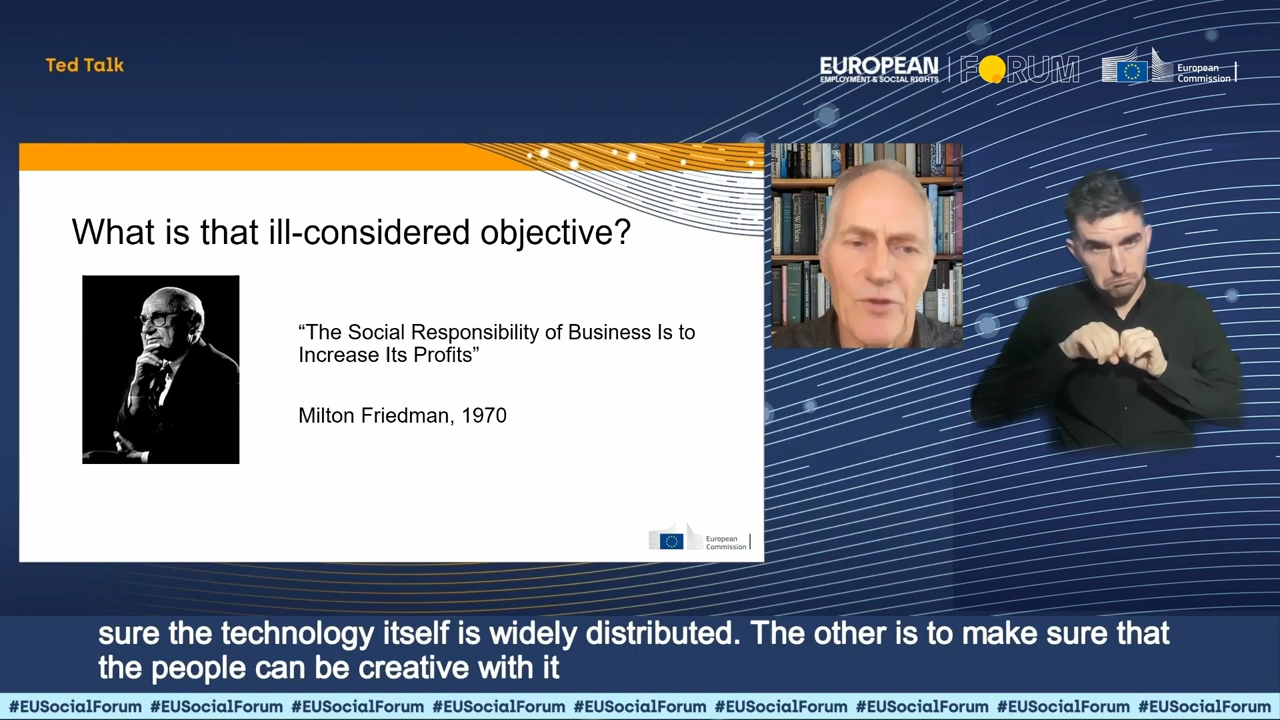 Ted Talk
EUROPEAN
EMPLOYMENT & SOCIAL RIGHTS
FORUM
European
Commission
What is that ill-considered objective?
“The Social Responsibility of Business Is to
Increase Its Profits”
Milton Friedman, 1970
European
Commission
sure the technology itself is widely distributed. The other is to make sure that
the people can be creative with it
#EUSocialForum #EUSocialForum #EUSocialForum #EUSocialForum #EUSocialForum #EUSocialForum #EUSocialForum #EUSocialForum #EUSocialForum